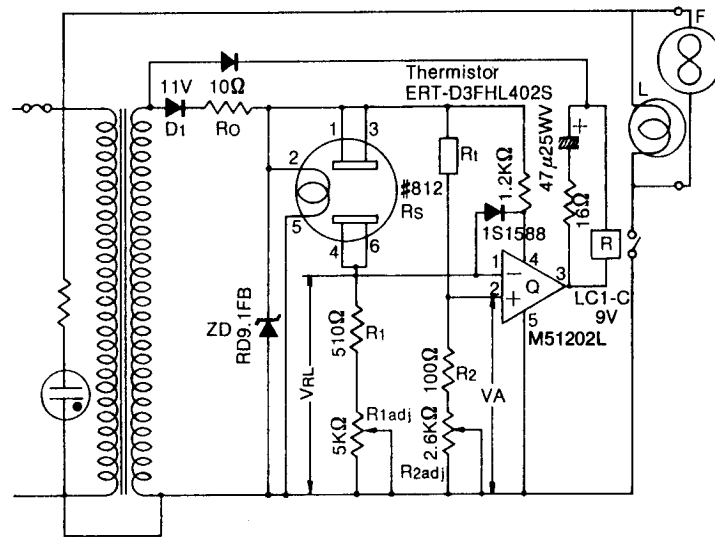 F
Thermistor
ERT-D3FHL402S
11V
10Ω
D1
RO
L
1
3
2
5
4
6
#812
RS
Rt
1.2KΩ
47μ25WV
+
16Ω
1S1588
R
LC1-C
9V
1
2
3
4
5
−
+
Q
M51202L
ZD
RD9.1FB
VRL
510Ω
R1
5KΩ
R1adj
100Ω
R2
2.6KΩ
R2adj
VA